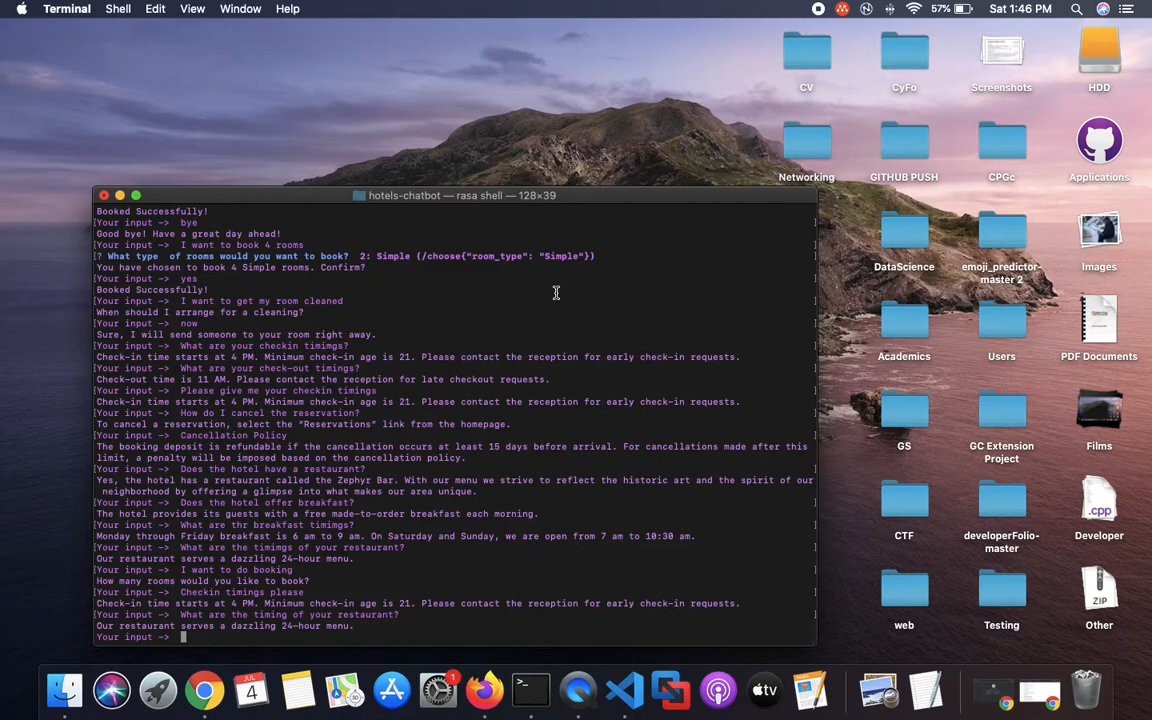 Terminal Shell Edit View Window Help 57% Sat 1:46 PM
CV CyFo Screenshots HDD
Networking GITHUB PUSH CPGc Applications
DataScience emoji_predictor-master 2 Images
Academics Users PDF Documents
GS GC Extension Project Films
CTF developerFolio-master Developer
web Testing Other
hotels-chatbot — rasa shell — 128×39
Booked Successfully!
[Your input -> bye ]
Good bye! Have a great day ahead!
[Your input -> I want to book 4 rooms ]
[? What type  of rooms would you want to book?  2: Simple (/choose{"room_type": "Simple"}) ]
You have chosen to book 4 Simple rooms. Confirm?
[Your input -> yes ]
Booked Successfully!
[Your input -> I want to get my room cleaned ]
When should I arrange for a cleaning?
[Your input -> now ]
Sure, I will send someone to your room right away.
[Your input -> What are your checkin timimgs? ]
Check-in time starts at 4 PM. Minimum check-in age is 21. Please contact the reception for early check-in requests.
[Your input -> What are your check-out timings? ]
Check-out time is 11 AM. Please contact the reception for late checkout requests.
[Your input -> Please give me your checkin timings ]
Check-in time starts at 4 PM. Minimum check-in age is 21. Please contact the reception for early check-in requests.
[Your input -> How do I cancel the reservation? ]
To cancel a reservation, select the “Reservations” link from the homepage.
[Your input -> Cancellation Policy ]
The booking deposit is refundable if the cancellation occurs at least 15 days before arrival. For cancellations made after this
limit, a penalty will be imposed based on the cancellation policy.
[Your input -> Does the hotel have a restaurant? ]
Yes, the hotel has a restaurant called the Zephyr Bar. With our menu we strive to reflect the historic art and the spirit of our
neighborhood by offering a glimpse into what makes our area unique.
[Your input -> Does the hotel offer breakfast? ]
The hotel provides its guests with a free made-to-order breakfast each morning.
[Your input -> What are thr breakfast timimgs? ]
Monday through Friday breakfast is 6 am to 9 am. On Saturday and Sunday, we are open from 7 am to 10:30 am.
[Your input -> What are the timimgs of your restaurant? ]
Our restaurant serves a dazzling 24-hour menu.
[Your input -> I want to do booking ]
How many rooms would you like to book?
[Your input -> Checkin timings please ]
Check-in time starts at 4 PM. Minimum check-in age is 21. Please contact the reception for early check-in requests.
[Your input -> What are the timing of your restaurant? ]
Our restaurant serves a dazzling 24-hour menu.
Your input ->
JUL
4
1
tv